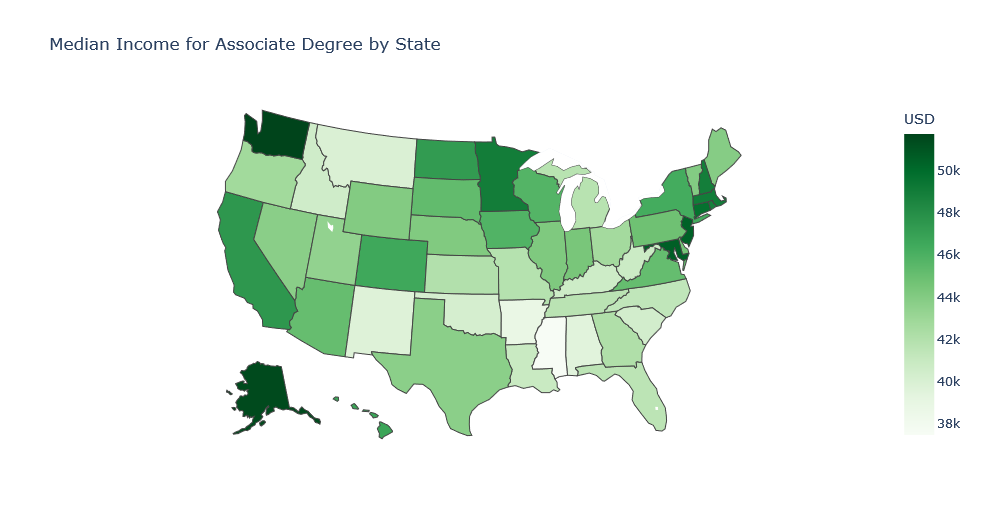 Median Income for Associate Degree by State
USD
50k
48k
46k
44k
42k
40k
38k